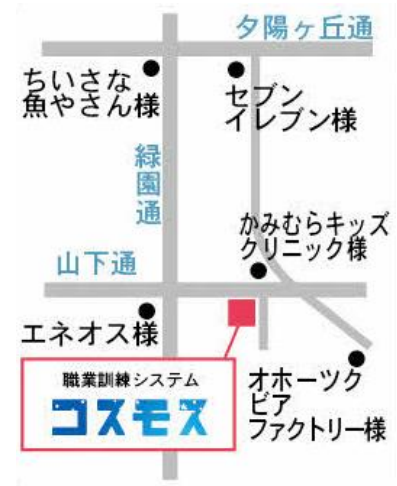 夕陽ヶ丘通
ちいさな
魚やさん様
セブン
イレブン様
緑園通
かみむらキッズ
クリニック様
山下通
エネオス様
職業訓練システム
コスモス
オホーツク
ビア
ファクトリー様